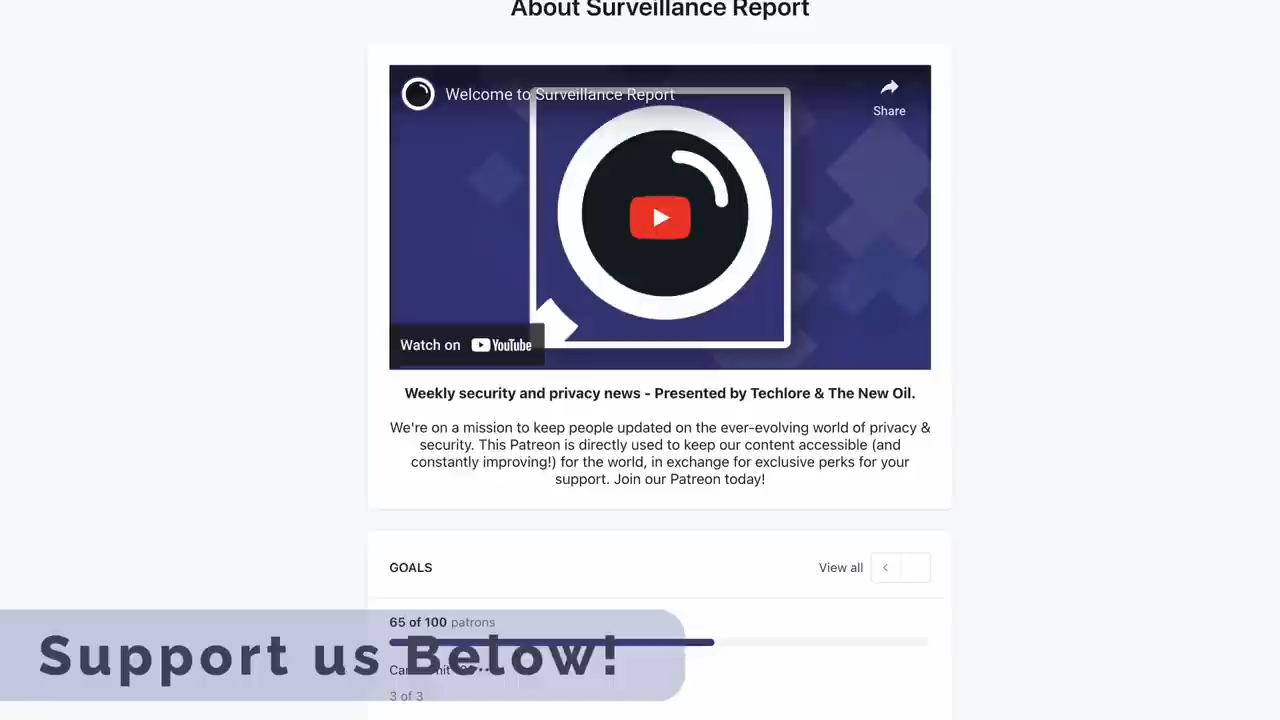 About Surveillance Report
Welcome to Surveillance Report
Share
Watch on YouTube
Weekly security and privacy news - Presented by Techlore & The New Oil.
We're on a mission to keep people updated on the ever-evolving world of privacy &
security. This Patreon is directly used to keep our content accessible (and
constantly improving!) for the world, in exchange for exclusive perks for your
support. Join our Patreon today!
GOALS
View all
65 of 100 patrons
Support us Below!
3 of 3